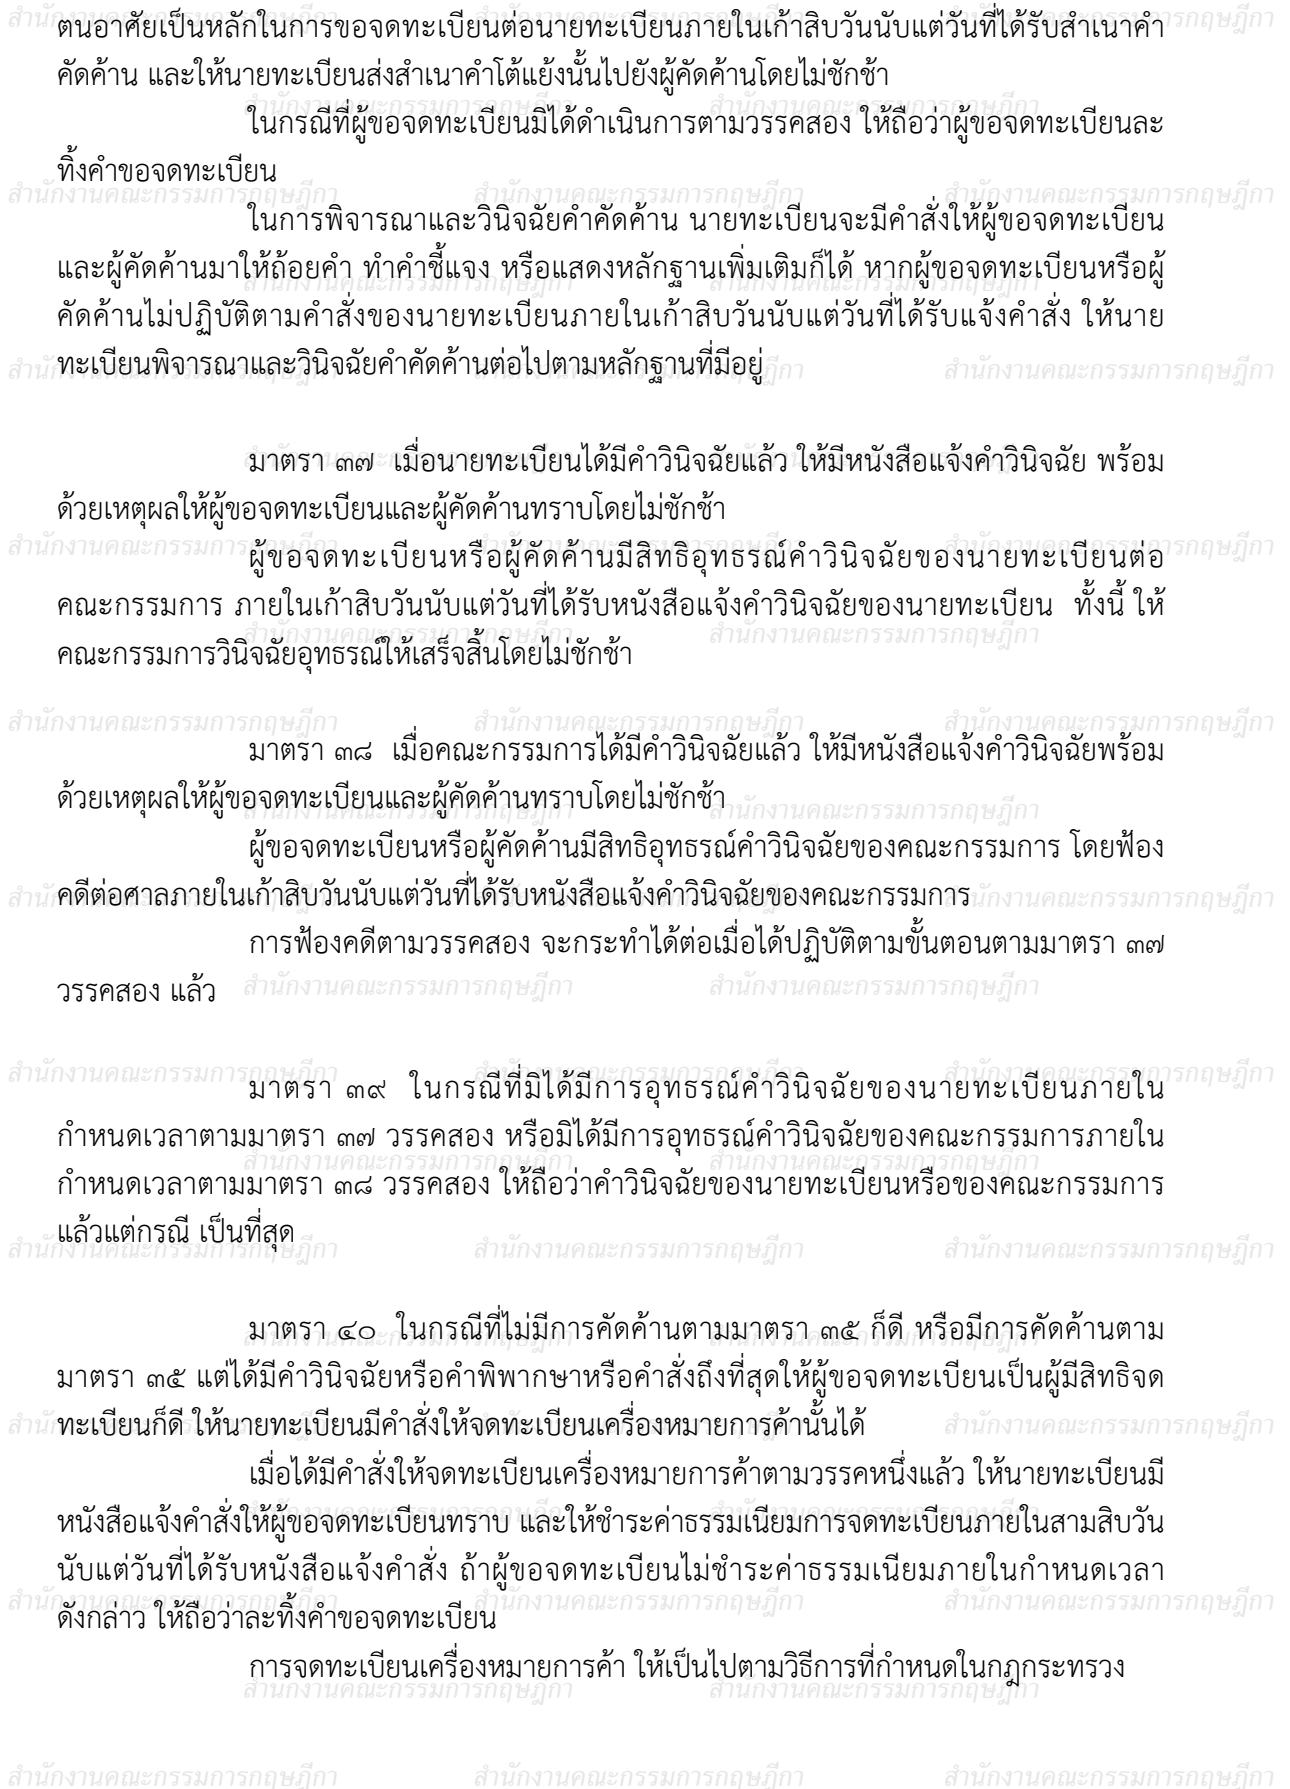 ตนอาศัยเป็นหลักในการขอจดทะเบียนต่อนายทะเบียนภายในเก้าสิบวันนับแต่วันที่ได้รับสำเนาคำ
คัดค้าน และให้นายทะเบียนส่งสำเนาคำโต้แย้งนั้นไปยังผู้คัดค้านโดยไม่ชักช้า
ในกรณีที่ผู้ขอจดทะเบียนมิได้ดำเนินการตามวรรคสอง ให้ถือว่าผู้ขอจดทะเบียนละ
ทิ้งคำขอจดทะเบียน
ในการพิจารณาและวินิจฉัยคำคัดค้าน นายทะเบียนจะมีคำสั่งให้ผู้ขอจดทะเบียน
และผู้คัดค้านมาให้ถ้อยคำ ทำคำชี้แจง หรือแสดงหลักฐานเพิ่มเติมก็ได้ หากผู้ขอจดทะเบียนหรือผู้
คัดค้านไม่ปฏิบัติตามคำสั่งของนายทะเบียนภายในเก้าสิบวันนับแต่วันที่ได้รับแจ้งคำสั่ง ให้นาย
ทะเบียนพิจารณาและวินิจฉัยคำคัดค้านต่อไปตามหลักฐานที่มีอยู่
มาตรา ๓๗  เมื่อนายทะเบียนได้มีคำวินิจฉัยแล้ว ให้มีหนังสือแจ้งคำวินิจฉัย พร้อม
ด้วยเหตุผลให้ผู้ขอจดทะเบียนและผู้คัดค้านทราบโดยไม่ชักช้า
ผู้ขอจดทะเบียนหรือผู้คัดค้านมีสิทธิอุทธรณ์คำวินิจฉัยของนายทะเบียนต่อ
คณะกรรมการ ภายในเก้าสิบวันนับแต่วันที่ได้รับหนังสือแจ้งคำวินิจฉัยของนายทะเบียน  ทั้งนี้ ให้
คณะกรรมการวินิจฉัยอุทธรณ์ให้เสร็จสิ้นโดยไม่ชักช้า
มาตรา ๓๘  เมื่อคณะกรรมการได้มีคำวินิจฉัยแล้ว ให้มีหนังสือแจ้งคำวินิจฉัยพร้อม
ด้วยเหตุผลให้ผู้ขอจดทะเบียนและผู้คัดค้านทราบโดยไม่ชักช้า
ผู้ขอจดทะเบียนหรือผู้คัดค้านมีสิทธิอุทธรณ์คำวินิจฉัยของคณะกรรมการ โดยฟ้อง
คดีต่อศาลภายในเก้าสิบวันนับแต่วันที่ได้รับหนังสือแจ้งคำวินิจฉัยของคณะกรรมการ
การฟ้องคดีตามวรรคสอง จะกระทำได้ต่อเมื่อได้ปฏิบัติตามขั้นตอนตามมาตรา ๓๗
วรรคสอง แล้ว
มาตรา ๓๙  ในกรณีที่มิได้มีการอุทธรณ์คำวินิจฉัยของนายทะเบียนภายใน
กำหนดเวลาตามมาตรา ๓๗ วรรคสอง หรือมิได้มีการอุทธรณ์คำวินิจฉัยของคณะกรรมการภายใน
กำหนดเวลาตามมาตรา ๓๘ วรรคสอง ให้ถือว่าคำวินิจฉัยของนายทะเบียนหรือของคณะกรรมการ
แล้วแต่กรณี เป็นที่สุด
มาตรา ๔๐  ในกรณีที่ไม่มีการคัดค้านตามมาตรา ๓๕ ก็ดี หรือมีการคัดค้านตาม
มาตรา ๓๕ แต่ได้มีคำวินิจฉัยหรือคำพิพากษาหรือคำสั่งถึงที่สุดให้ผู้ขอจดทะเบียนเป็นผู้มีสิทธิจด
ทะเบียนก็ดี ให้นายทะเบียนมีคำสั่งให้จดทะเบียนเครื่องหมายการค้านั้นได้
เมื่อได้มีคำสั่งให้จดทะเบียนเครื่องหมายการค้าตามวรรคหนึ่งแล้ว ให้นายทะเบียนมี
หนังสือแจ้งคำสั่งให้ผู้ขอจดทะเบียนทราบ และให้ชำระค่าธรรมเนียมการจดทะเบียนภายในสามสิบวัน
นับแต่วันที่ได้รับหนังสือแจ้งคำสั่ง ถ้าผู้ขอจดทะเบียนไม่ชำระค่าธรรมเนียมภายในกำหนดเวลา
ดังกล่าว ให้ถือว่าละทิ้งคำขอจดทะเบียน
การจดทะเบียนเครื่องหมายการค้า ให้เป็นไปตามวิธีการที่กำหนดในกฎกระทรวง
สำนักงานคณะกรรมการกฤษฎีกา สำนักงานคณะกรรมการกฤษฎีกา สำนักงานคณะกรรมการกฤษฎีกา